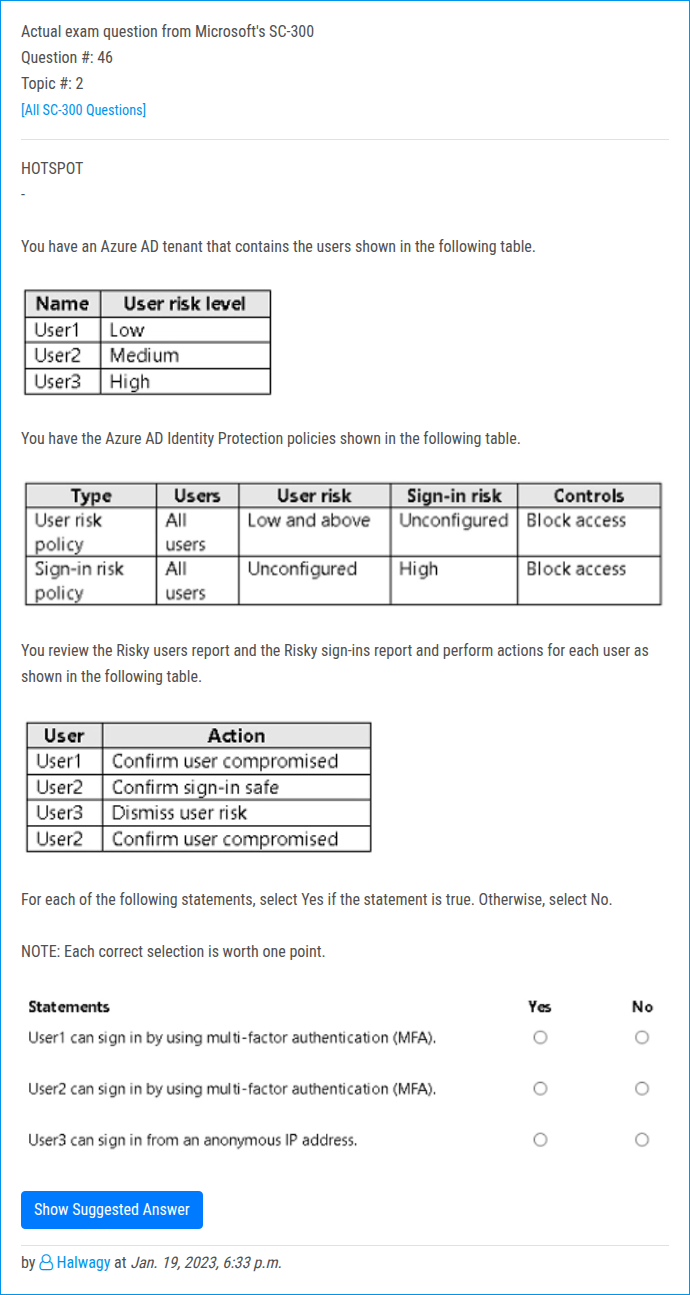 Actual exam question from Microsoft's SC-300
Question #: 46
Topic #: 2
[All SC-300 Questions]
HOTSPOT
-
You have an Azure AD tenant that contains the users shown in the following table.
Name User risk level
User1 Low
User2 Medium
User3 High
You have the Azure AD Identity Protection policies shown in the following table.
Type Users User risk Sign-in risk Controls
User risk All Low and above Unconfigured Block access
policy users
Sign-in risk All Unconfigured High Block access
policy users
You review the Risky users report and the Risky sign-ins report and perform actions for each user as
shown in the following table.
User Action
User1 Confirm user compromised
User2 Confirm sign-in safe
User3 Dismiss user risk
User2 Confirm user compromised
For each of the following statements, select Yes if the statement is true. Otherwise, select No.
NOTE: Each correct selection is worth one point.
Statements Yes No
User1 can sign in by using multi-factor authentication (MFA).
User2 can sign in by using multi-factor authentication (MFA).
User3 can sign in from an anonymous IP address.
Show Suggested Answer
by Halwagy at Jan. 19, 2023, 6:33 p.m.